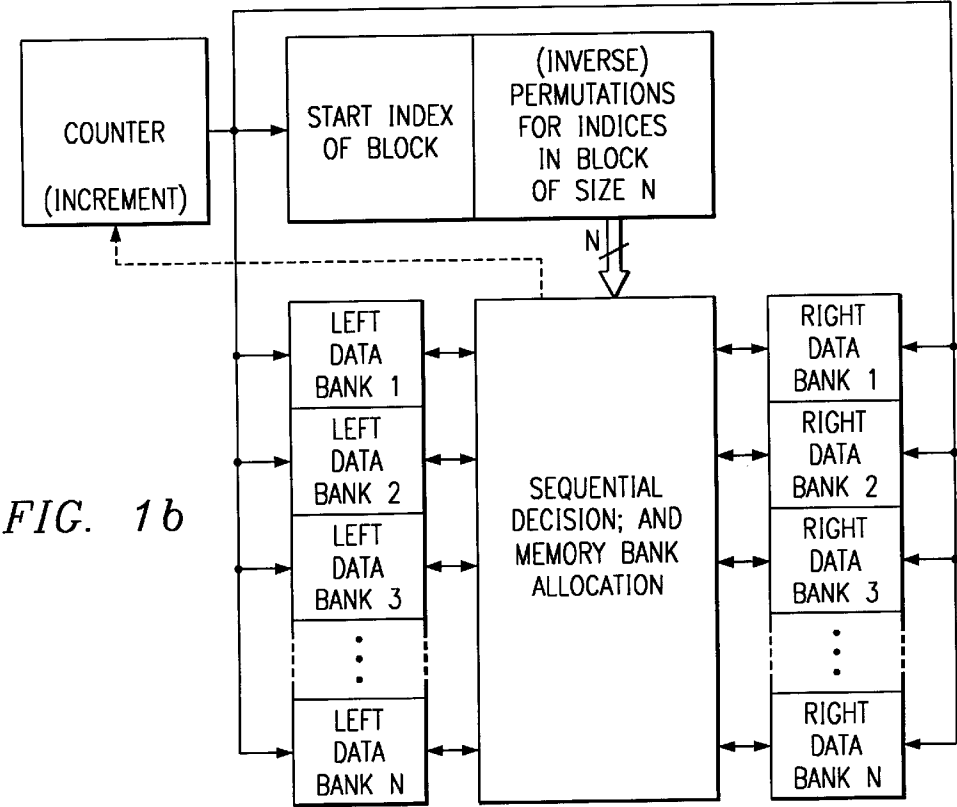 COUNTER
(INCREMENT)
START INDEX
OF BLOCK
(INVERSE)
PERMUTATIONS
FOR INDICES
IN BLOCK
OF SIZE N
N
LEFT
DATA
BANK 1
LEFT
DATA
BANK 2
LEFT
DATA
BANK 3
LEFT
DATA
BANK N
SEQUENTIAL
DECISION; AND
MEMORY BANK
ALLOCATION
RIGHT
DATA
BANK 1
RIGHT
DATA
BANK 2
RIGHT
DATA
BANK 3
RIGHT
DATA
BANK N
FIG. 1b